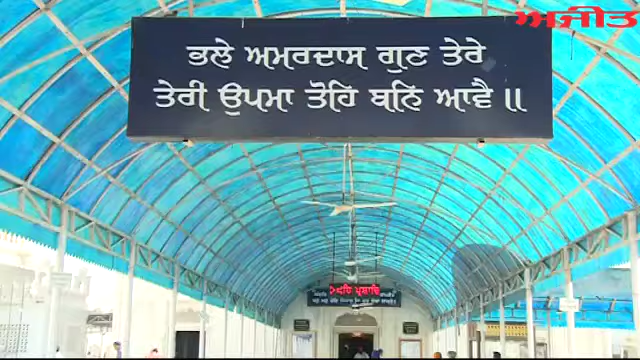 ਅਜੀਤ
ਭਲੇ ਅਮਰਦਾਸ ਗੁਣ ਤੇਰੇ
ਤੇਰੀ ਉਪਮਾ ਤੋਹਿ ਬਨਿ ਆਵੈ ॥